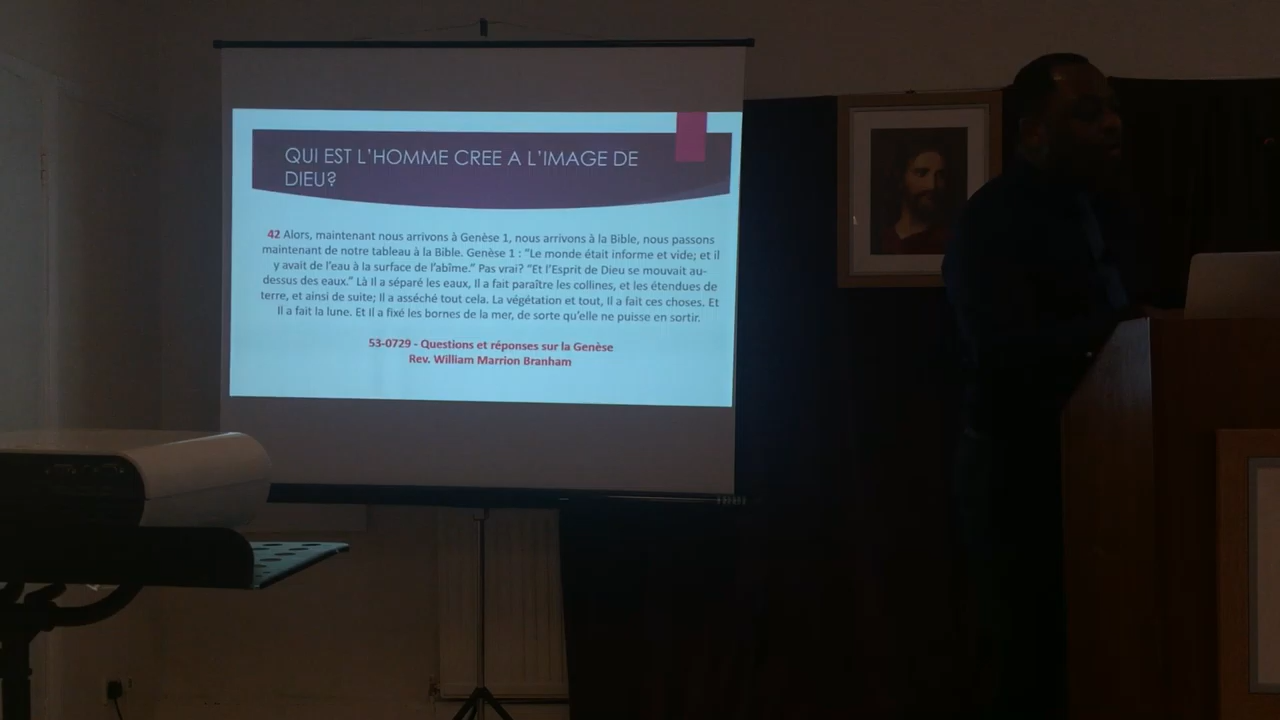 QUI EST L'HOMME CREE A L'IMAGE DE
DIEU?
42 Alors, maintenant nous arrivons à Genèse 1, nous arrivons à la Bible, nous passons
maintenant de notre tableau à la Bible. Genèse 1 : “Le monde était informe et vide; et il
y avait de l'eau à la surface de l'abîme.” Pas vrai? “Et l'Esprit de Dieu se mouvait au-
dessus des eaux.” Là Il a séparé les eaux, Il a fait paraître les collines, et les étendues de
terre, et ainsi de suite; Il a asséché tout cela. La végétation et tout, Il a fait ces choses. Et
Il a fait la lune. Et Il a fixé les bornes de la mer, de sorte qu'elle ne puisse en sortir.
53-0729 - Questions et réponses sur la Genèse
Rev. William Marrion Branham